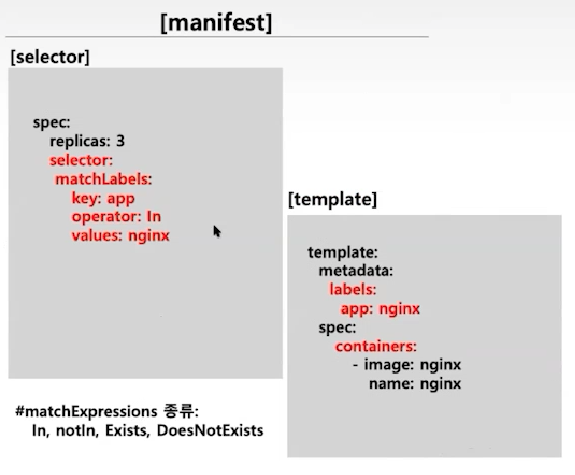 [manifest]
[selector]
spec:
replicas: 3
selector:
matchLabels:
key: app
operator: In
values: nginx
[template]
template:
metadata:
labels:
app: nginx
spec:
containers:
- image: nginx
name: nginx
#matchExpressions 종류:
In, notIn, Exists, DoesNotExists